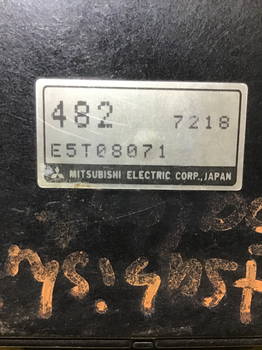 482 7218
E5T08071
MITSUBISHI ELECTRIC CORP.,JAPAN